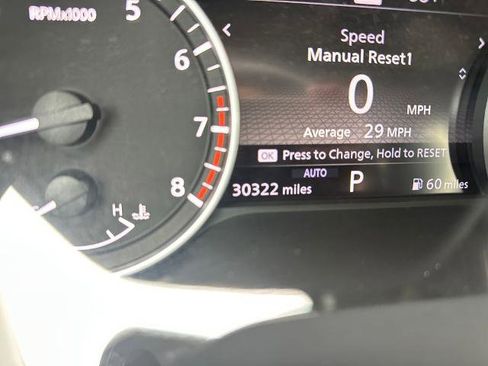 RPMx1000
5
6
7
8
H
Speed
Manual Reset1
0 MPH
Average 29 MPH
OK Press to Change, Hold to RESET
AUTO
30322 miles P 60 miles